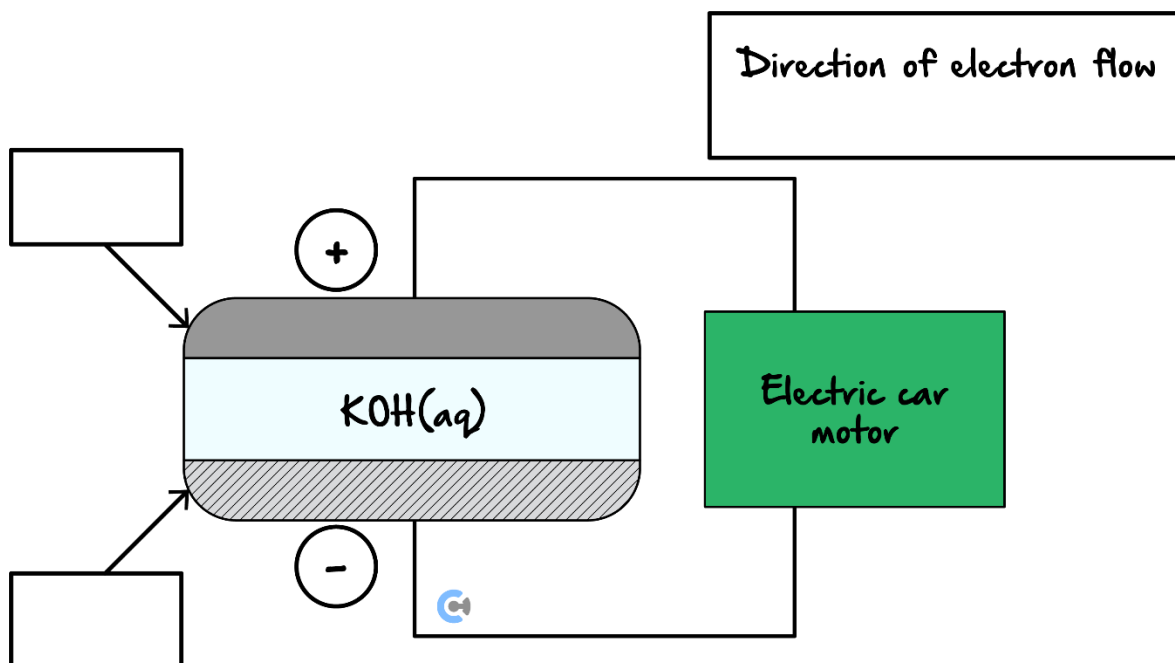 Direction of electron flow
+
KOH(aq)
Electric car
motor
-